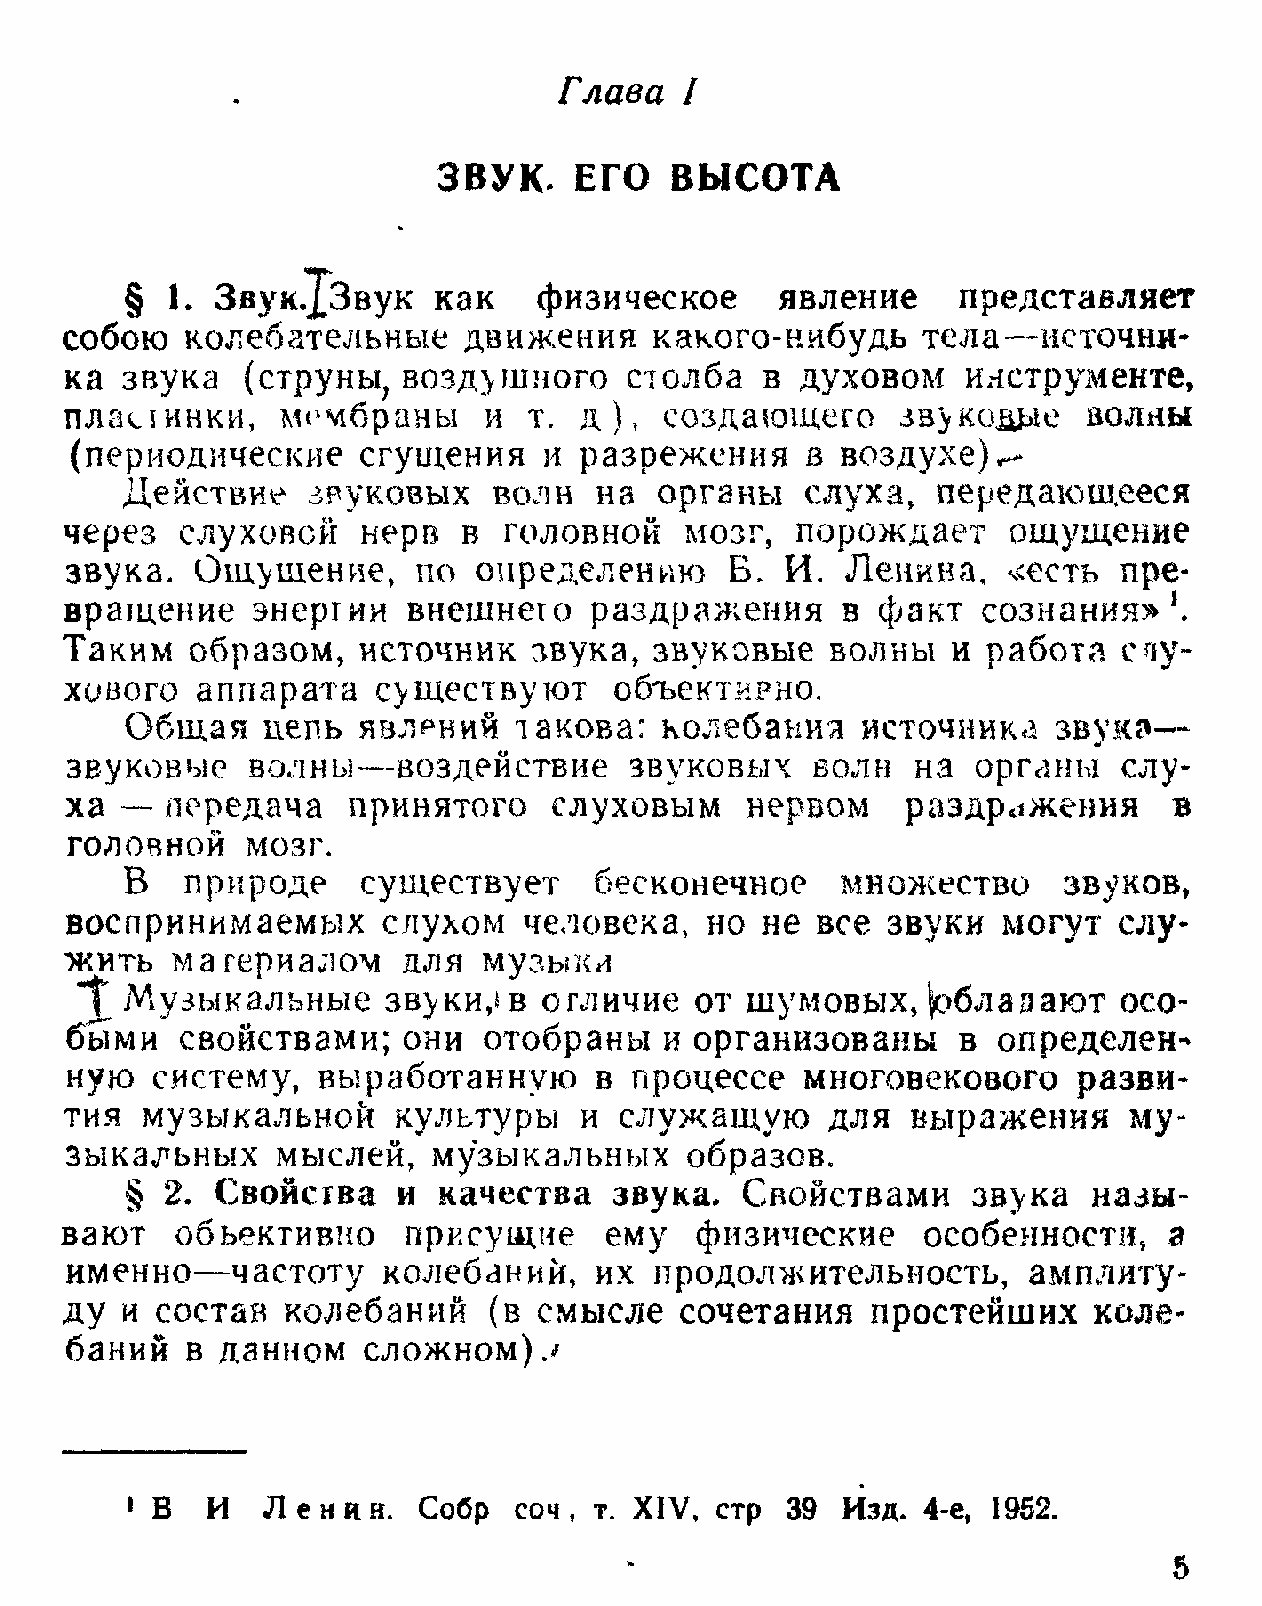 Глава I
ЗВУК. ЕГО ВЫСОТА
§ 1. Звук. Звук как физическое явление представляет
собою колебательные движения какого-нибудь тела—источни-
ка звука (струны, воздушного столба в духовом инструменте,
пластинки, мембраны и т. д), создающего звуковые волны
(периодические сгущения и разрежения в воздухе)
Действие звуковых волн на органы слуха, передающееся
через слуховой нерв в головной мозг, порождает ощущение
звука. Ощущение, по определению В. И. Ленина, «есть пре-
вращение энергии внешнего раздражения в факт сознания» ¹.
Таким образом, источник звука, звуковые волны и работа слу-
хового аппарата существуют объективно.
Общая цепь явлений такова: колебания источника звука—
звуковые волны—воздействие звуковых волн на органы слу-
ха — передача принятого слуховым нервом раздражения в
головной мозг.
В природе существует бесконечное множество звуков,
воспринимаемых слухом человека, но не все звуки могут слу-
жить материалом для музыки
Музыкальные звуки, в отличие от шумовых, обладают осо-
быми свойствами; они отобраны и организованы в определен-
ную систему, выработанную в процессе многовекового разви-
тия музыкальной культуры и служащую для выражения му-
зыкальных мыслей, музыкальных образов.
§ 2. Свойства и качества звука. Свойствами звука назы-
вают объективно присущие ему физические особенности, а
именно—частоту колебаний, их продолжительность, амплиту-
ду и состав колебаний (в смысле сочетания простейших коле-
баний в данном сложном).
¹ В И Ленин. Собр соч, т. XIV, стр 39 Изд. 4-е, 1952.
5